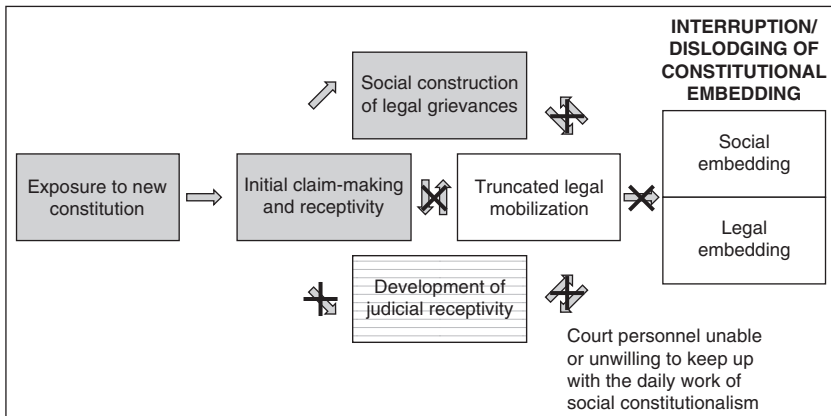 INTERRUPTION/
DISLODGING OF
CONSTITUTIONAL
EMBEDDING
Social construction
of legal grievances
Exposure to new
constitution
Initial claim-making
and receptivity
Truncated legal
mobilization
Social
embedding
Legal
embedding
Development of
judicial receptivity
Court personnel unable
or unwilling to keep up
with the daily work of
social constitutionalism